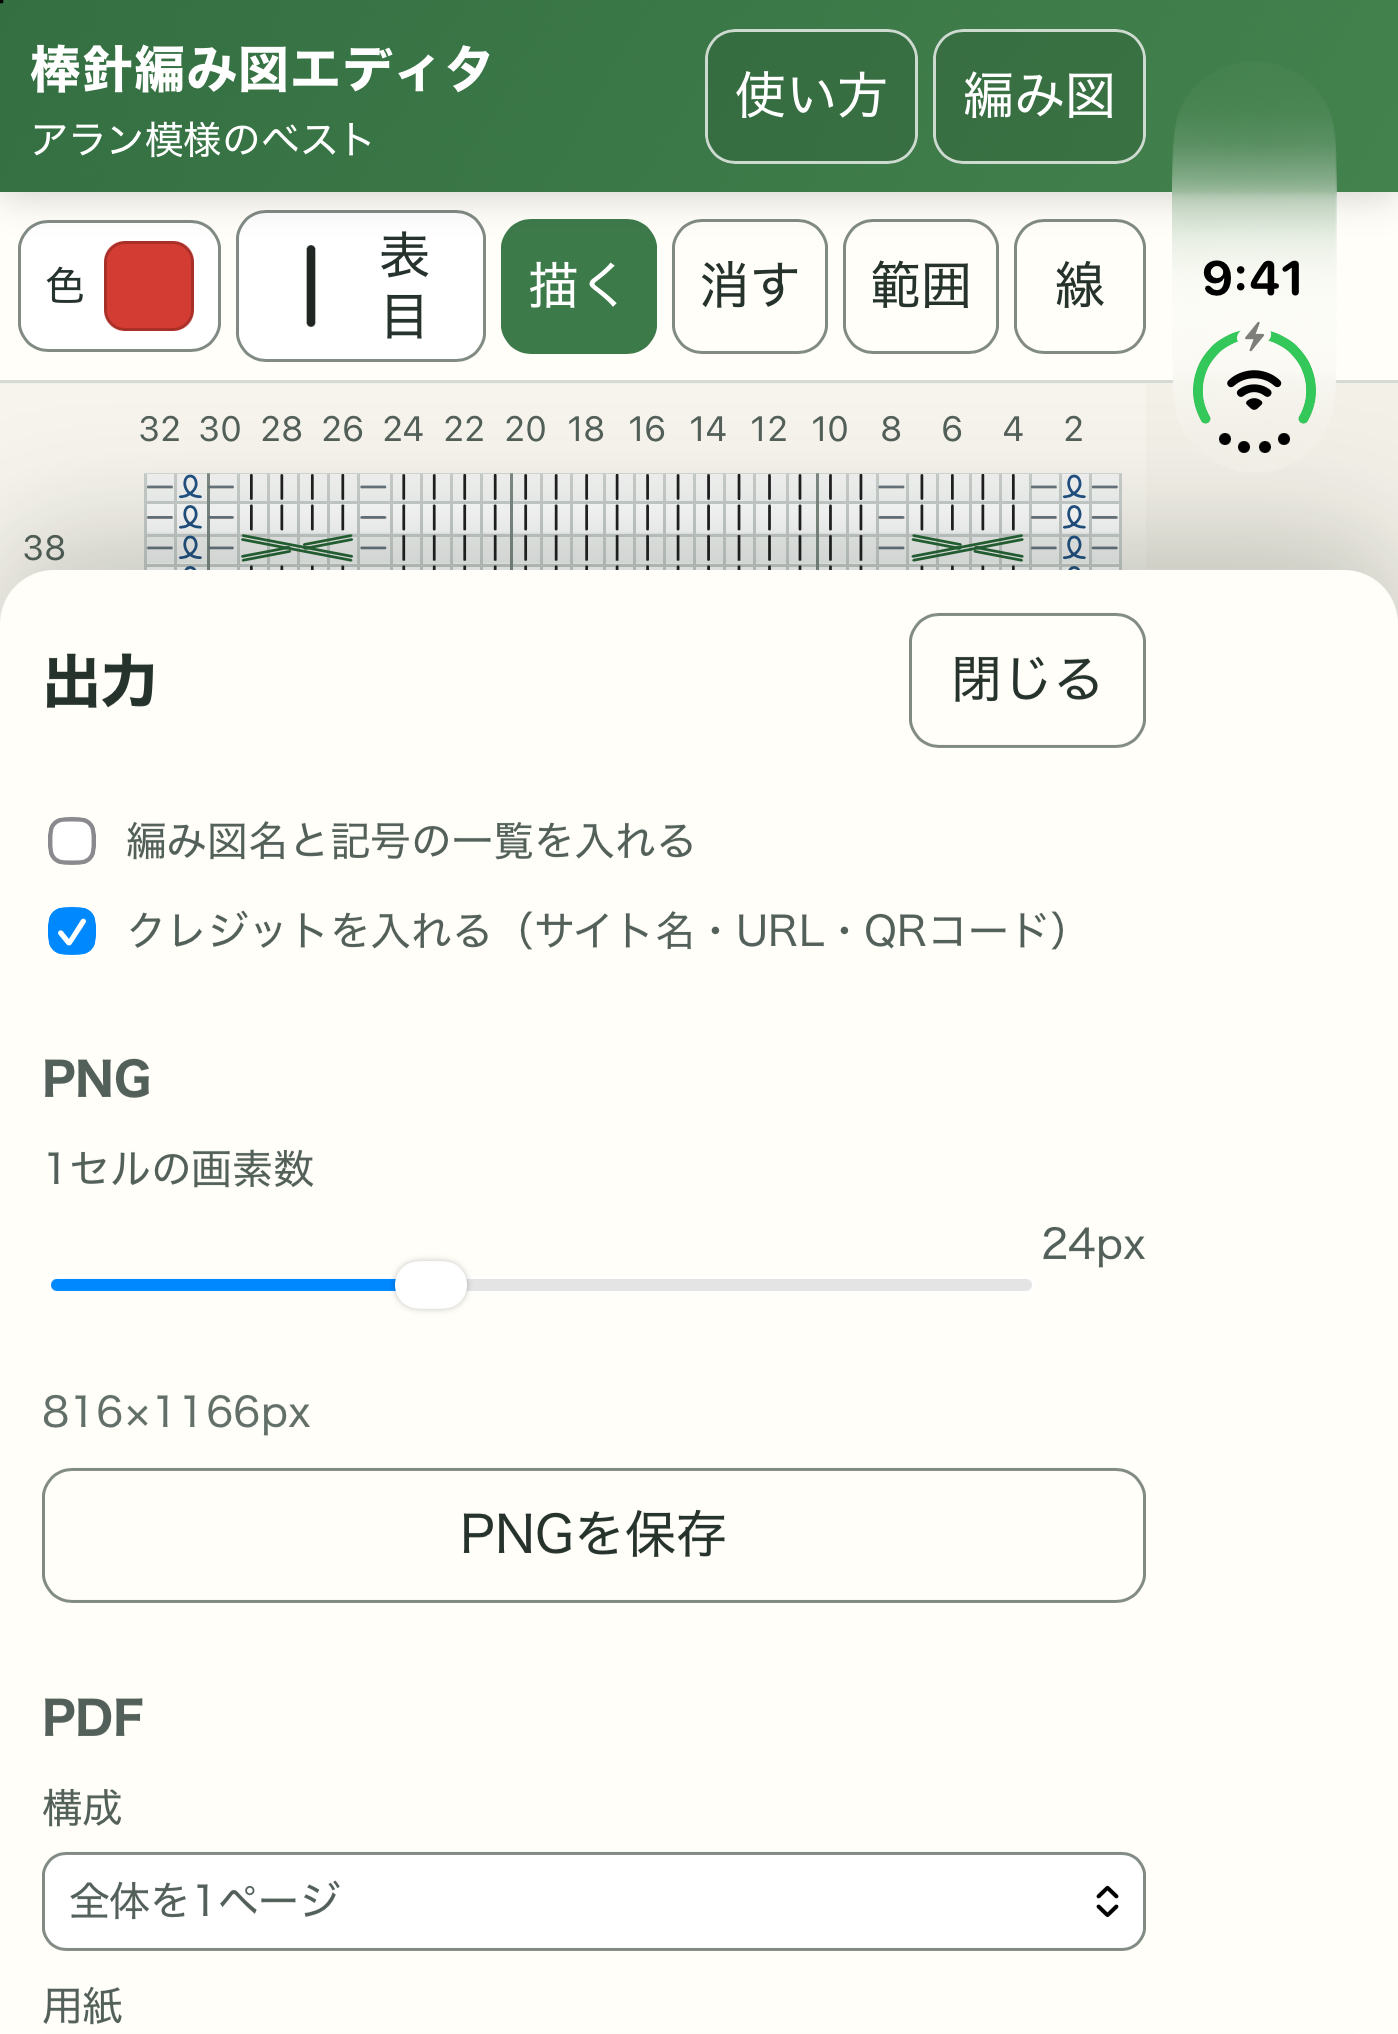 棒針編み図エディタ
アラン模様のベスト
使い方
編み図
9:41
色
表目
描く
消す
範囲
線
32 30 28 26 24 22 20 18 16 14 12 10 8 6 4 2
38
出力
閉じる
編み図名と記号の一覧を入れる
クレジットを入れる（サイト名・URL・QRコード）
PNG
1セルの画素数
24px
816×1166px
PNGを保存
PDF
構成
全体を1ページ
用紙